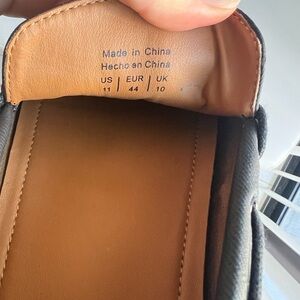 Made in China
Hecho en China
US | EUR | UK
11 | 44 | 10